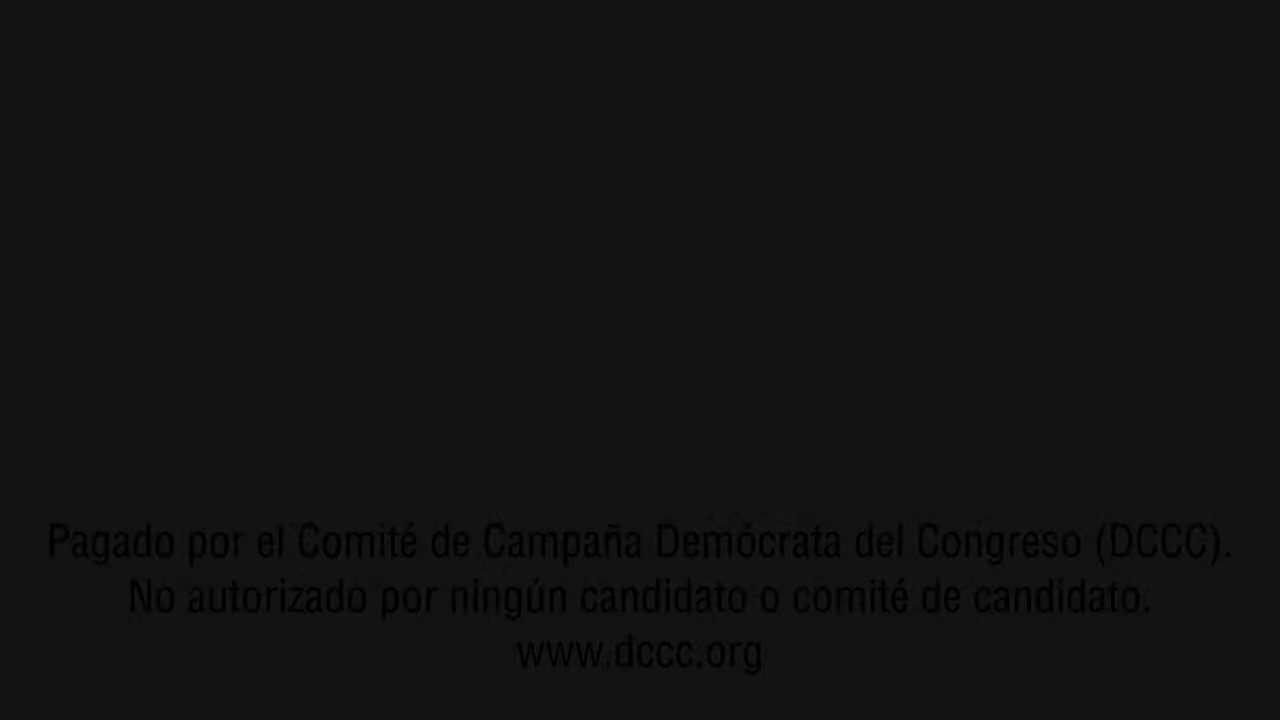 Pagado por el Comité de Campaña Demócrata del Congreso (DCCC).
No autorizado por ningún candidato o comité de candidato.
www.dccc.org